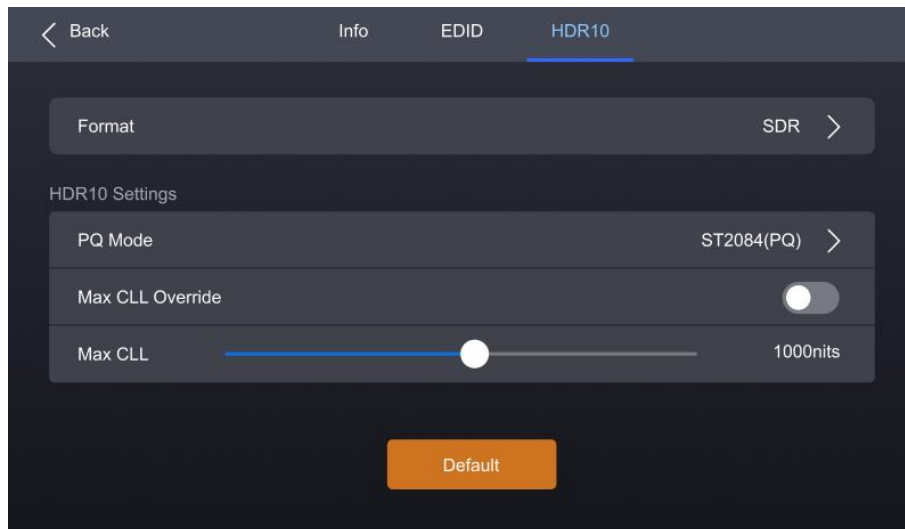 Back Info EDID HDR10
Format SDR
HDR10 Settings
PQ Mode ST2084(PQ)
Max CLL Override
Max CLL 1000nits
Default